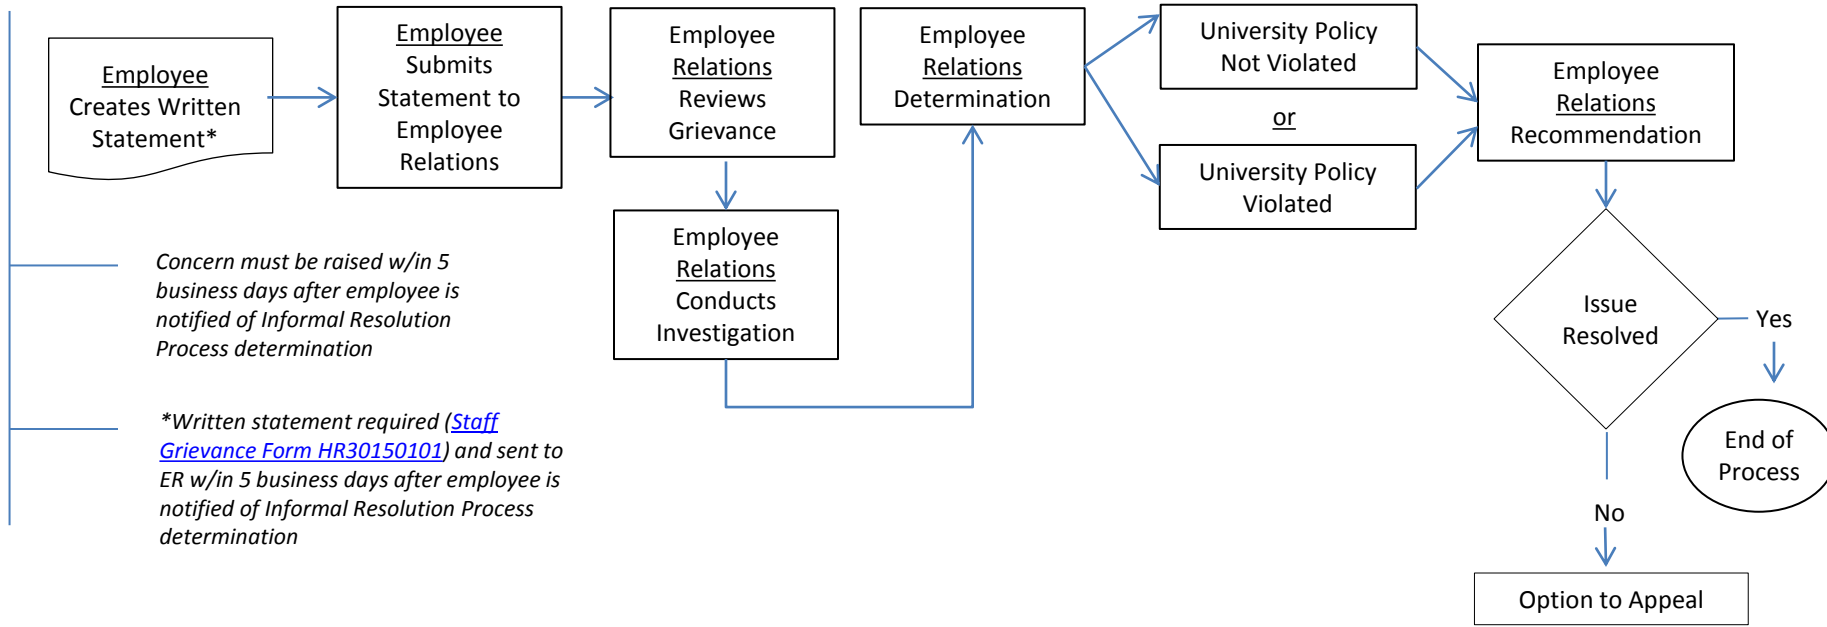 Employee
Creates Written
Statement*
Employee
Submits
Statement to
Employee
Relations
Employee
Relations
Reviews
Grievance
Employee
Relations
Conducts
Investigation
Employee
Relations
Determination
University Policy
Not Violated
or
University Policy
Violated
Employee
Relations
Recommendation
Issue
Resolved
Yes
End of
Process
No
Option to Appeal
Concern must be raised w/in 5
business days after employee is
notified of Informal Resolution
Process determination
*Written statement required (Staff
Grievance Form HR30150101) and sent to
ER w/in 5 business days after employee is
notified of Informal Resolution Process
determination